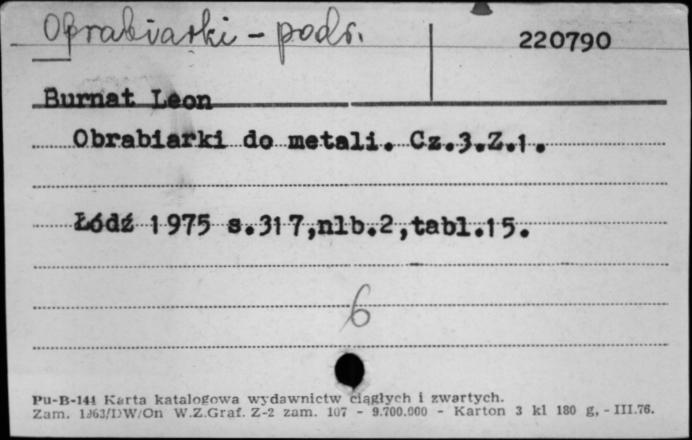 Obrabiarki - podr.
220790
Burnat Leon
Obrabiarki do metali. Cz.3.Z.1.
Łódź 1975 s.317,nlb.2,tabl.15.
6
Pu-B-141 Karta katalogowa wydawnictw ciągłych i zwartych.
Zam. 1363/DW/On W.Z.Graf. Z-2 zam. 107 - 9.700.000 - Karton 3 kl 180 g. - III.76.